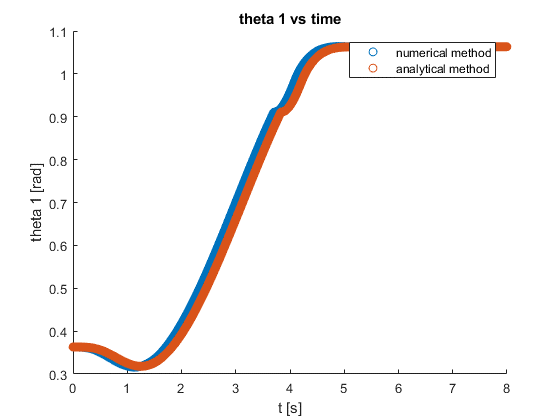 theta 1 vs time
numerical method
analytical method
1.1
1
0.9
0.8
0.7
0.6
0.5
0.4
0.3
theta 1 [rad]
0 1 2 3 4 5 6 7 8
t [s]